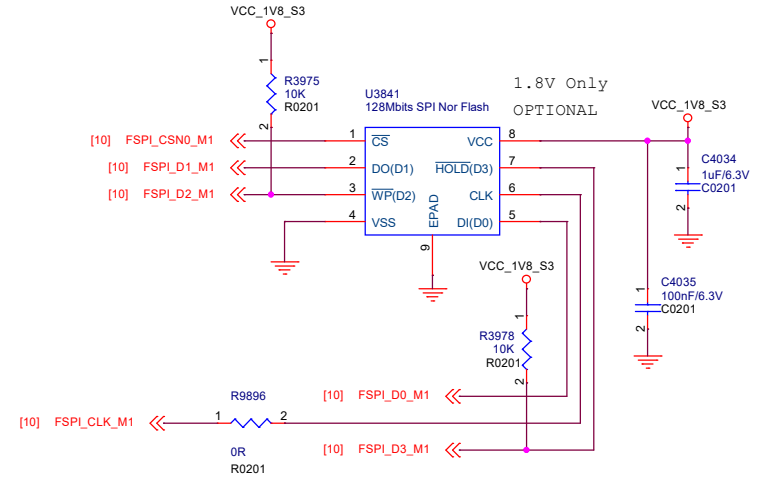 VCC_1V8_S3
1
R3975
10K
R0201
2
U3841
128Mbits SPI Nor Flash
1.8V Only
OPTIONAL
VCC_1V8_S3
[10] FSPI_CSN0_M1
1 CS
VCC 8
[10] FSPI_D1_M1
2 DO(D1)
HOLD(D3) 7
[10] FSPI_D2_M1
3 WP(D2)
CLK 6
4 VSS
EPAD
DI(D0) 5
9
1
C4034
1uF/6.3V
C0201
2
VCC_1V8_S3
1
C4035
100nF/6.3V
C0201
2
1
R3978
10K
R0201
2
R9896
[10] FSPI_D0_M1
[10] FSPI_CLK_M1
1 2
0R
R0201
[10] FSPI_D3_M1